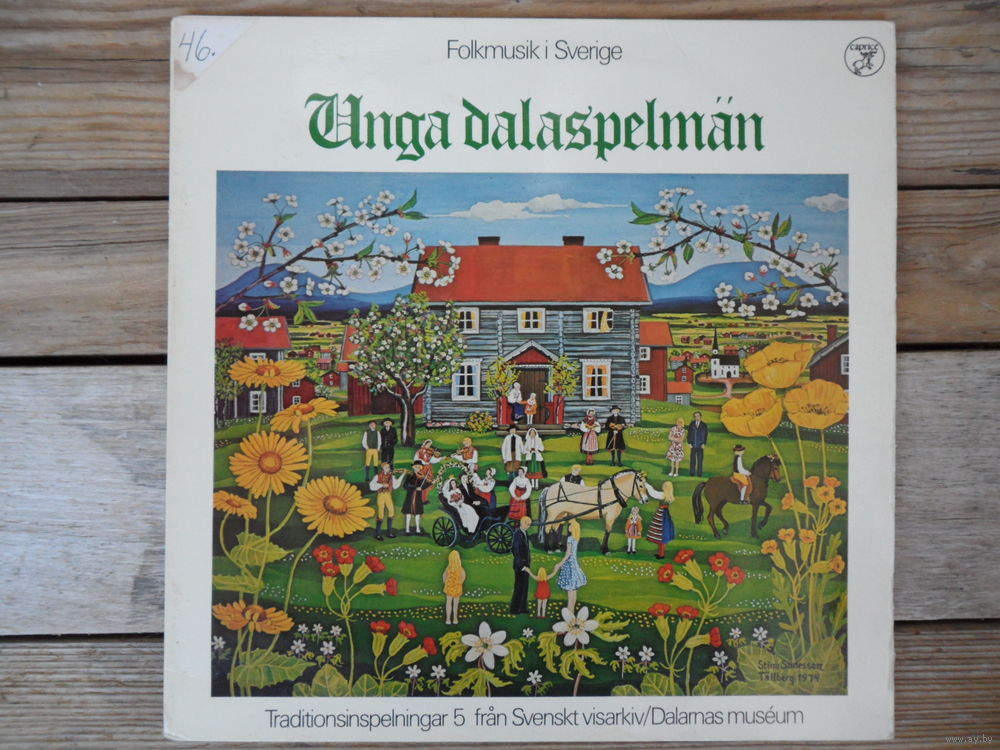 46.
Folkmusik i Sverige
caprice
Unga dalaspelmän
Stina Sunesson
Tällberg 1974
Traditionsinspelningar 5 från Svenskt visarkiv/Dalarnas muséum
www.ay.by